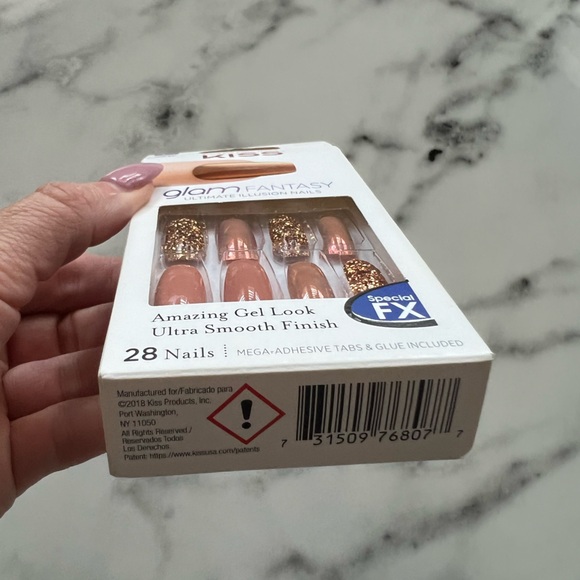 KISS
glam FANTASY
ULTIMATE ILLUSION NAILS
Special
FX
Amazing Gel Look
Ultra Smooth Finish
28 Nails
MEGA-ADHESIVE TABS & GLUE INCLUDED
Manufactured for/Fabricado para
©2018 Kiss Products, Inc.
Port Washington,
NY 11050
All Rights Reserved /
Reservados Todos
Los Derechos.
Patent: https://www.kissusa.com/patents
7 31509 76807 7